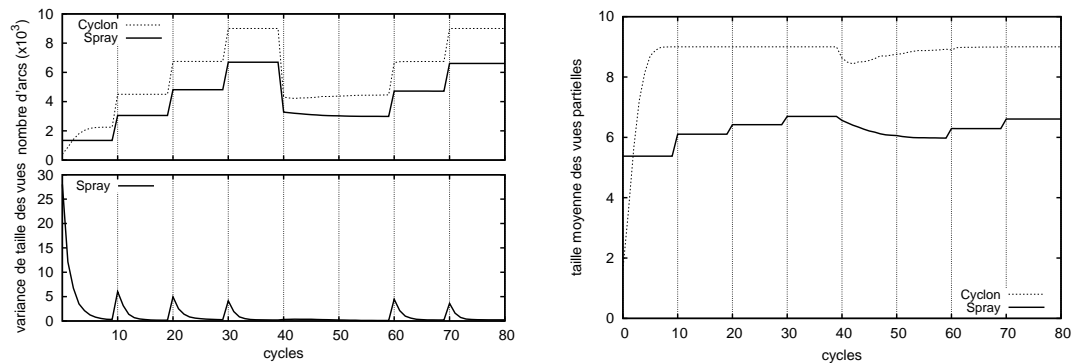 nombre d'arcs (x10³)
10
8
6
4
2
0
Cyclon
Spray
variance de taille des vues
30
25
20
15
10
5
0
Spray
10 20 30 40 50 60 70 80
cycles
taille moyenne des vues partielles
10
8
6
4
2
0
Cyclon
Spray
0 10 20 30 40 50 60 70 80
cycles